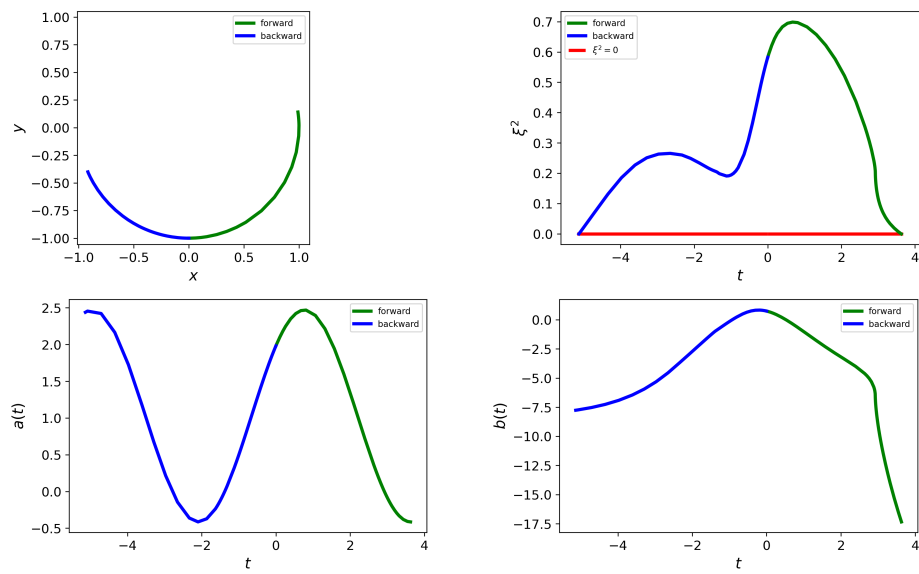 1.00
0.75
0.50
0.25
0.00
−0.25
−0.50
−0.75
−1.00
y
−1.0 −0.5 0.0 0.5 1.0
x
forward
backward
0.7
0.6
0.5
0.4
0.3
0.2
0.1
0.0
ξ²
−4 −2 0 2 4
t
forward
backward
ξ² = 0
2.5
2.0
1.5
1.0
0.5
0.0
−0.5
a(t)
−4 −2 0 2 4
t
forward
backward
0.0
−2.5
−5.0
−7.5
−10.0
−12.5
−15.0
−17.5
b(t)
−4 −2 0 2 4
t
forward
backward